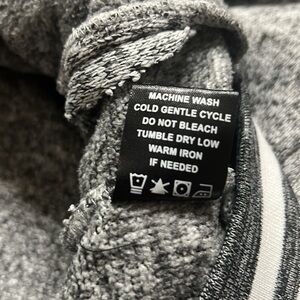 MACHINE WASH
COLD GENTLE CYCLE
DO NOT BLEACH
TUMBLE DRY LOW
WARM IRON
IF NEEDED